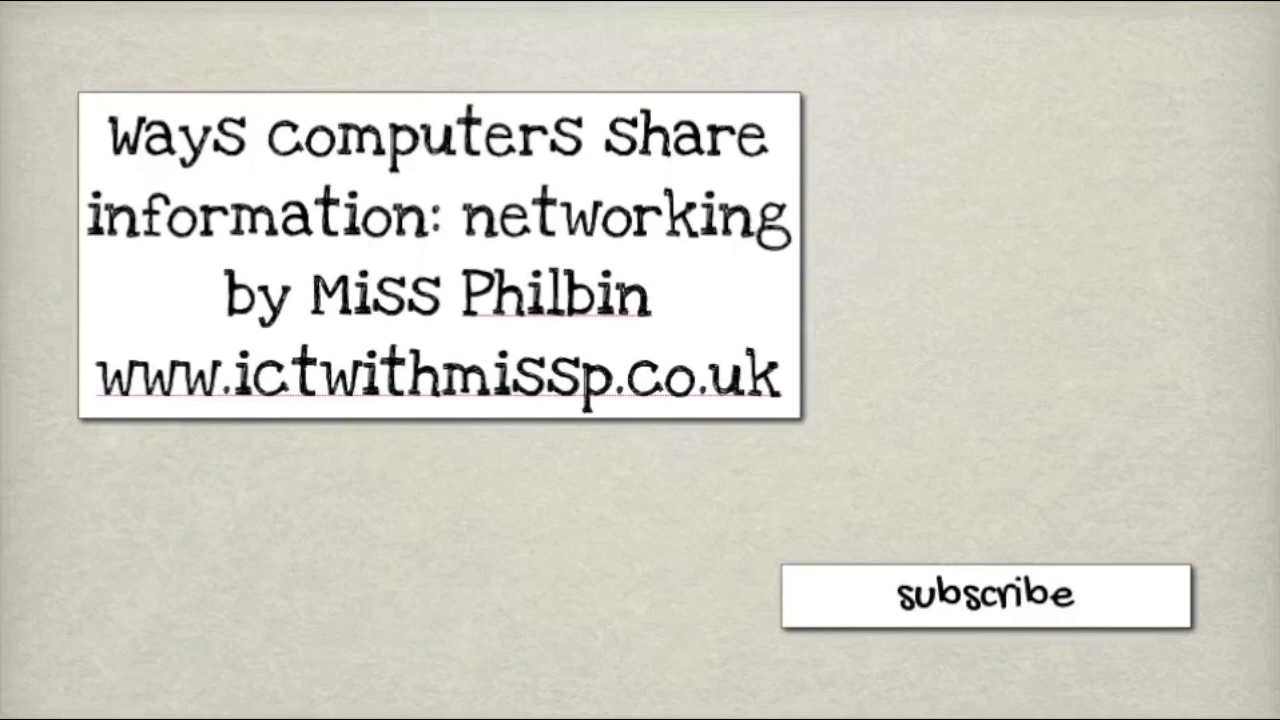 Ways computers share
information: networking
by Miss Philbin
www.ictwithmissp.co.uk
subscribe